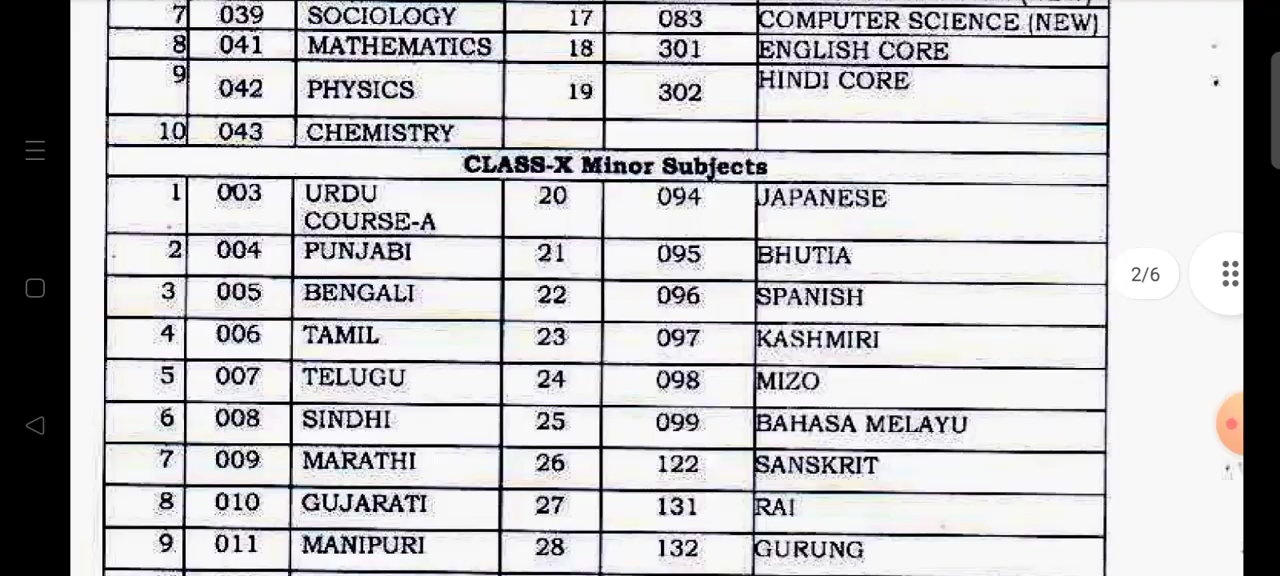 7 039 SOCIOLOGY 17 083 COMPUTER SCIENCE (NEW)
8 041 MATHEMATICS 18 301 ENGLISH CORE
9 042 PHYSICS 19 302 HINDI CORE
10 043 CHEMISTRY
CLASS-X Minor Subjects
1 003 URDU COURSE-A 20 094 JAPANESE
2 004 PUNJABI 21 095 BHUTIA
3 005 BENGALI 22 096 SPANISH
4 006 TAMIL 23 097 KASHMIRI
5 007 TELUGU 24 098 MIZO
6 008 SINDHI 25 099 BAHASA MELAYU
7 009 MARATHI 26 122 SANSKRIT
8 010 GUJARATI 27 131 RAI
9 011 MANIPURI 28 132 GURUNG
2/6